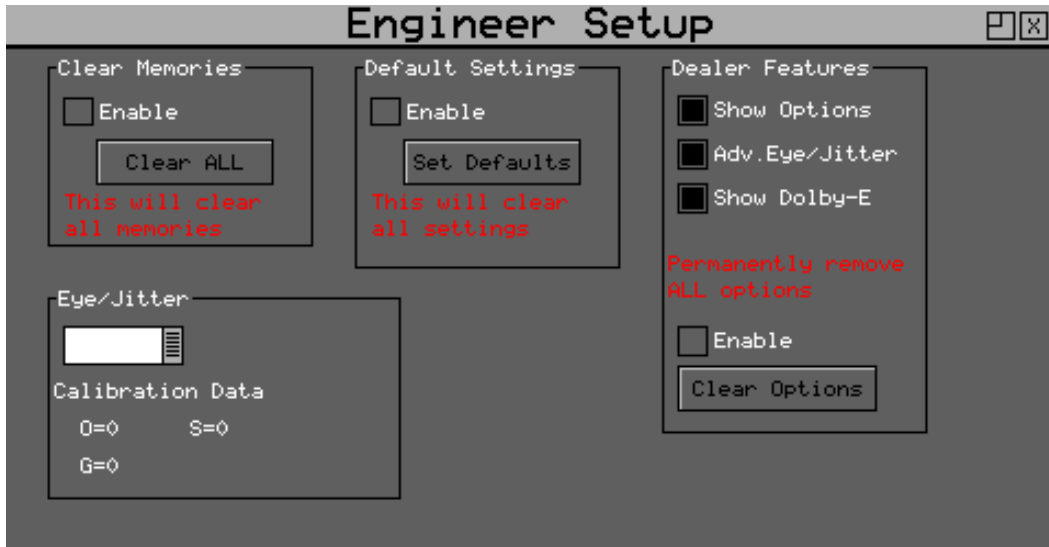 Engineer Setup
Clear Memories
Enable
Clear ALL
This will clear
all memories
Default Settings
Enable
Set Defaults
This will clear
all settings
Dealer Features
Show Options
Adv.Eye/Jitter
Show Dolby-E
Permanently remove
ALL options
Enable
Clear Options
Eye/Jitter
Calibration Data
O=0 S=0
G=0